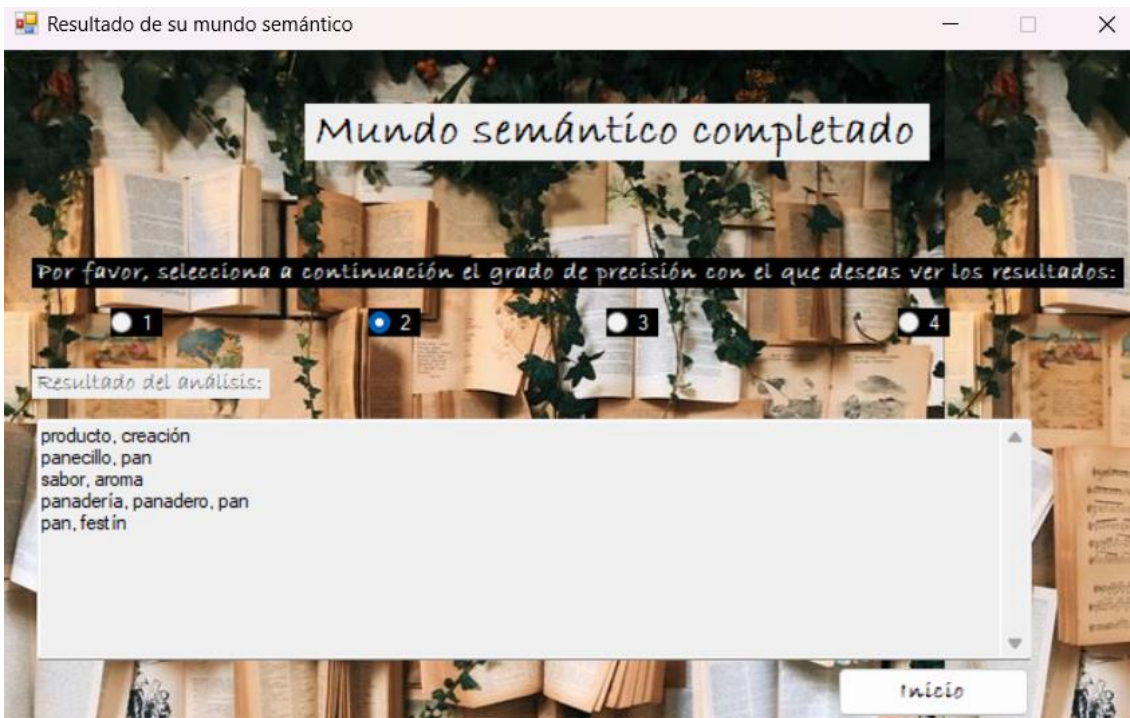 Resultado de su mundo semántico
Mundo semántico completado
Por favor, selecciona a continuación el grado de precisión con el que deseas ver los resultados:
1 2 3 4
Resultado del análisis:
producto, creación
panecillo, pan
sabor, aroma
panadería, panadero, pan
pan, festín
Inicio